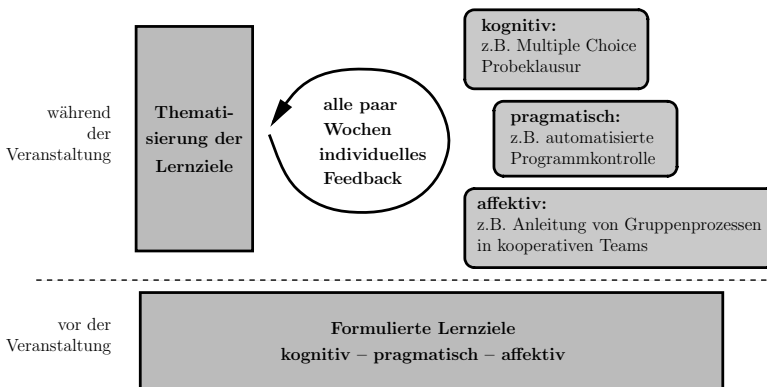 während
der
Veranstaltung
Themati-
sierung der
Lernziele
alle paar
Wochen
individuelles
Feedback
kognitiv:
z.B. Multiple Choice
Probeklausur
pragmatisch:
z.B. automatisierte
Programmkontrolle
affektiv:
z.B. Anleitung von Gruppenprozessen
in kooperativen Teams
vor der
Veranstaltung
Formulierte Lernziele
kognitiv – pragmatisch – affektiv